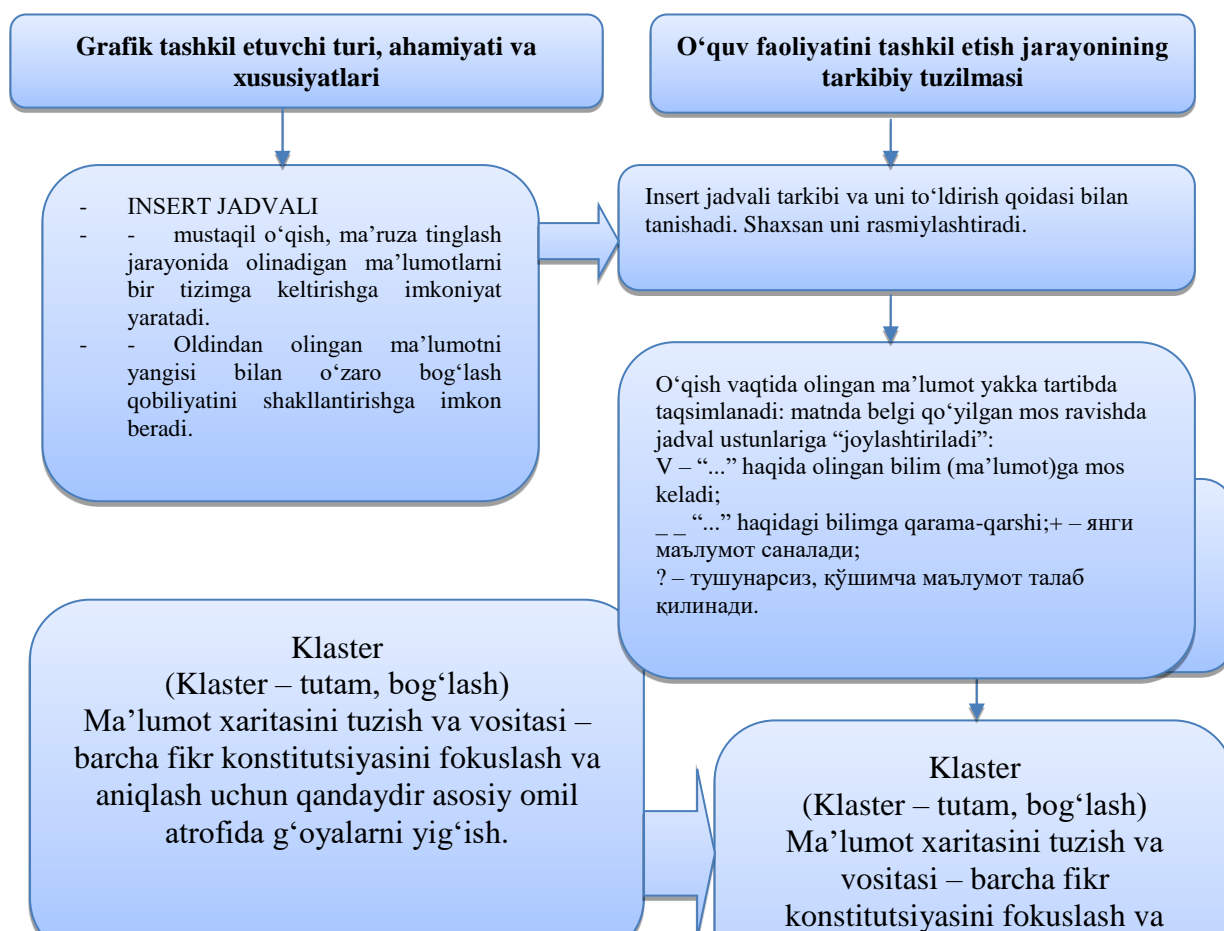 Grafik tashkil etuvchi turi, ahamiyati va
xususiyatlari
O‘quv faoliyatini tashkil etish jarayonining
tarkibiy tuzilmasi
- INSERT JADVALI
- - mustaqil o‘qish, ma’ruza tinglash
jarayonida olinadigan ma’lumotlarni
bir tizimga keltirishga imkoniyat
yaratadi.
- - Oldindan olingan ma’lumotni
yangisi bilan o‘zaro bog‘lash
qobiliyatini shakllantirishga imkon
beradi.
Insert jadvali tarkibi va uni to‘ldirish qoidasi bilan
tanishadi. Shaxsan uni rasmiylashtiradi.
O‘qish vaqtida olingan ma’lumot yakka tartibda
taqsimlanadi: matnda belgi qo‘yilgan mos ravishda
jadval ustunlariga “joylashtiriladi”:
V – “...” haqida olingan bilim (ma’lumot)ga mos
keladi;
_ _ “...” haqidagi bilimga qarama-qarshi;+ – янги
маълумот саналади;
? – тушунарсиз, қўшимча маълумот талаб
қилинади.
Klaster
(Klaster – tutam, bog‘lash)
Ma’lumot xaritasini tuzish va vositasi –
barcha fikr konstitutsiyasini fokuslash va
aniqlash uchun qandaydir asosiy omil
atrofida g‘oyalarni yig‘ish.
Klaster
(Klaster – tutam, bog‘lash)
Ma’lumot xaritasini tuzish va
vositasi – barcha fikr
konstitutsiyasini fokuslash va